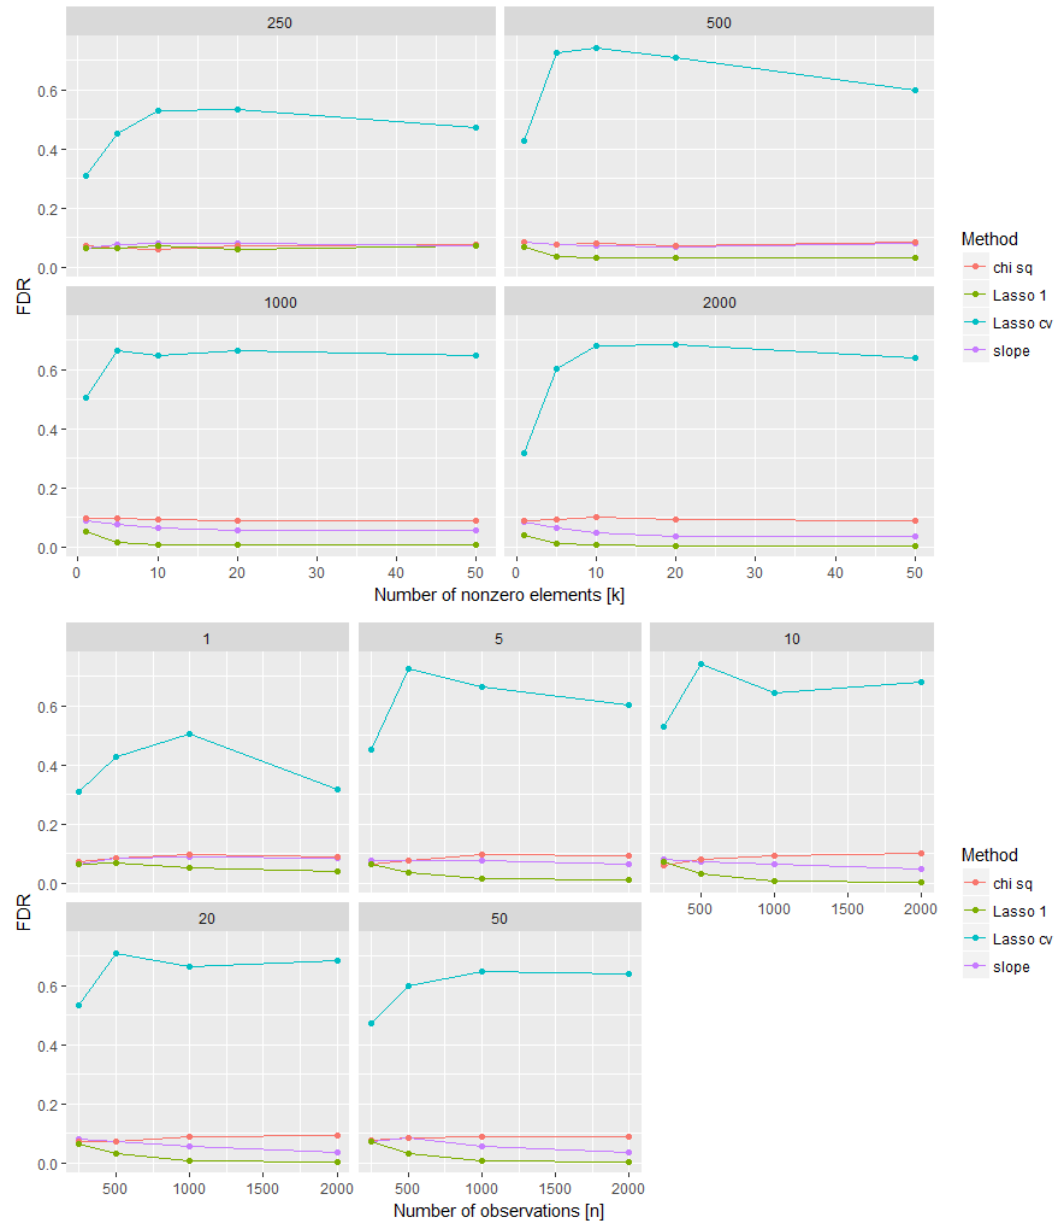 250
500
0.6
0.4
0.2
0.0
1000
2000
0.6
0.4
0.2
0.0
0 10 20 30 40 50
0 10 20 30 40 50
Number of nonzero elements [k]
FDR
Method
chi sq
Lasso 1
Lasso cv
slope
1
5
10
0.6
0.4
0.2
0.0
500 1000 1500 2000
20
50
0.6
0.4
0.2
0.0
500 1000 1500 2000
500 1000 1500 2000
Number of observations [n]
FDR
Method
chi sq
Lasso 1
Lasso cv
slope